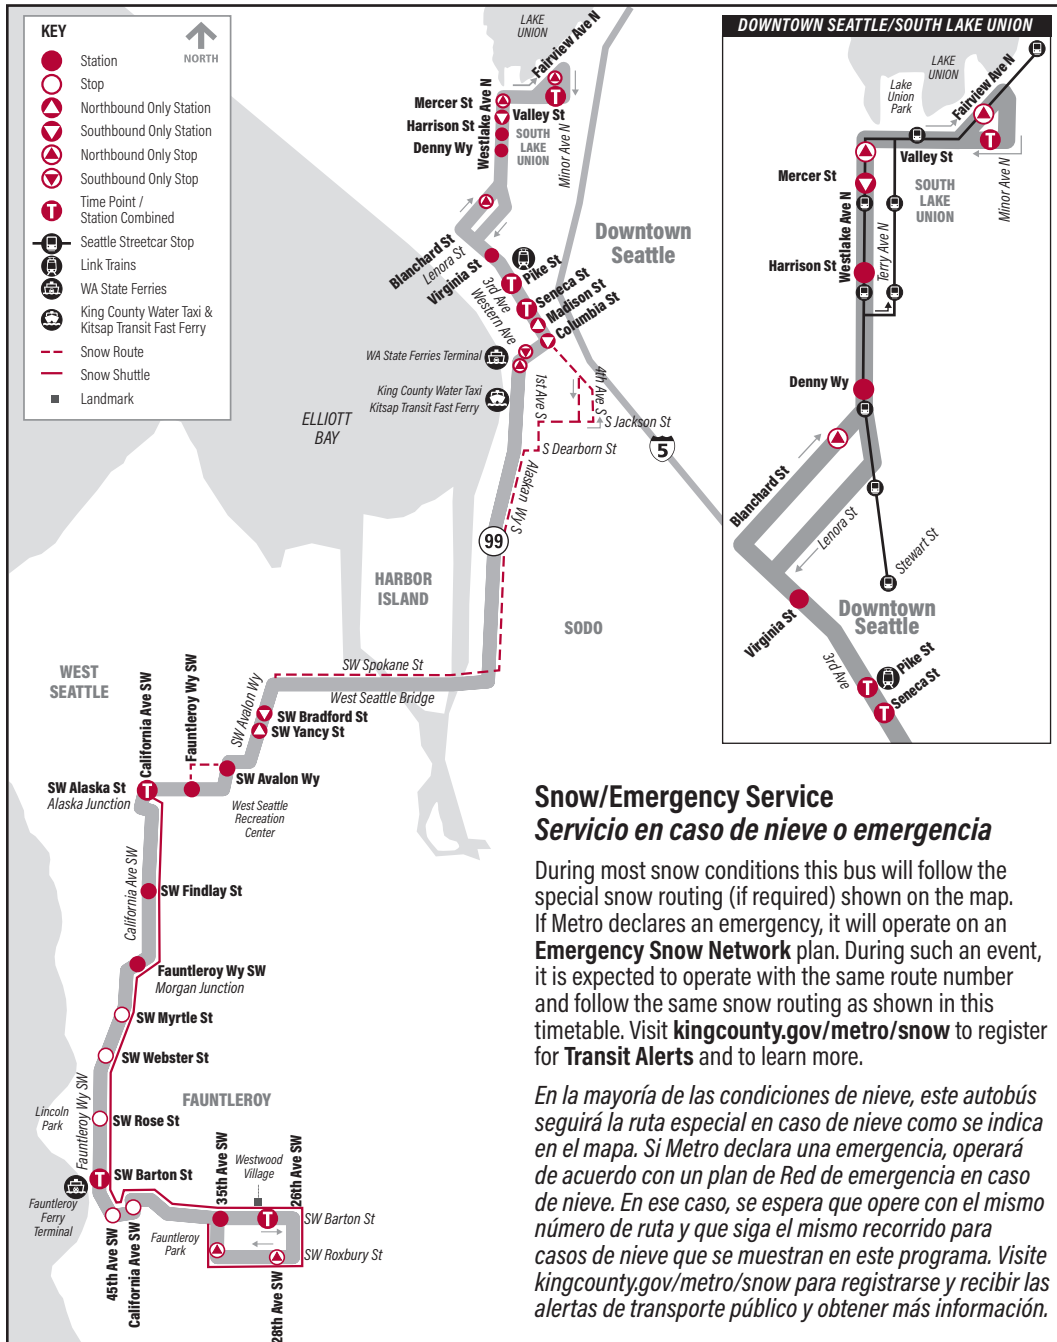 KEY
NORTH
Station
Stop
Northbound Only Station
Southbound Only Station
Northbound Only Stop
Southbound Only Stop
T
Time Point /
Station Combined
Seattle Streetcar Stop
Link Trains
WA State Ferries
King County Water Taxi &
Kitsap Transit Fast Ferry
Snow Route
Snow Shuttle
Landmark
LAKE
UNION
Fairview Ave N
Westlake Ave N
Mercer St
T
Valley St
Harrison St
SOUTH
LAKE
UNION
Denny Wy
Minor Ave N
Downtown
Seattle
Blanchard St
Lenora St
Virginia St
3rd Ave
Western Ave
T
Pike St
T
Seneca St
Madison St
Columbia St
WA State Ferries Terminal
King County Water Taxi
Kitsap Transit Fast Ferry
1st Ave S
4th Ave S
S Jackson St
S Dearborn St
5
ELLIOTT
BAY
Alaskan Wy S
99
HARBOR
ISLAND
SODO
WEST
SEATTLE
SW Spokane St
West Seattle Bridge
SW Avalon Wy
SW Bradford St
SW Yancy St
California Ave SW
Fauntleroy Wy SW
SW Avalon Wy
SW Alaska St
Alaska Junction
T
West Seattle
Recreation
Center
California Ave SW
SW Findlay St
Fauntleroy Wy SW
Morgan Junction
SW Myrtle St
SW Webster St
FAUNTLEROY
Lincoln
Park
Fauntleroy Wy SW
SW Rose St
SW Barton St
T
Fauntleroy
Ferry
Terminal
45th Ave SW
California Ave SW
Fauntleroy
Park
35th Ave SW
Westwood
Village
26th Ave SW
T
SW Barton St
SW Roxbury St
28th Ave SW
DOWNTOWN SEATTLE/SOUTH LAKE UNION
LAKE
UNION
Lake
Union
Park
Fairview Ave N
T
Valley St
Mercer St
SOUTH
LAKE
UNION
Minor Ave N
Westlake Ave N
Terry Ave N
Harrison St
Denny Wy
Blanchard St
Lenora St
Stewart St
Virginia St
Downtown
Seattle
3rd Ave
T
Pike St
T
Seneca St
Snow/Emergency Service
Servicio en caso de nieve o emergencia
During most snow conditions this bus will follow the
special snow routing (if required) shown on the map.
If Metro declares an emergency, it will operate on an
Emergency Snow Network plan. During such an event,
it is expected to operate with the same route number
and follow the same snow routing as shown in this
timetable. Visit kingcounty.gov/metro/snow to register
for Transit Alerts and to learn more.
En la mayoría de las condiciones de nieve, este autobús
seguirá la ruta especial en caso de nieve como se indica
en el mapa. Si Metro declara una emergencia, operará
de acuerdo con un plan de Red de emergencia en caso
de nieve. En ese caso, se espera que opere con el mismo
número de ruta y que siga el mismo recorrido para
casos de nieve que se muestran en este programa. Visite
kingcounty.gov/metro/snow para registrarse y recibir las
alertas de transporte público y obtener más información.